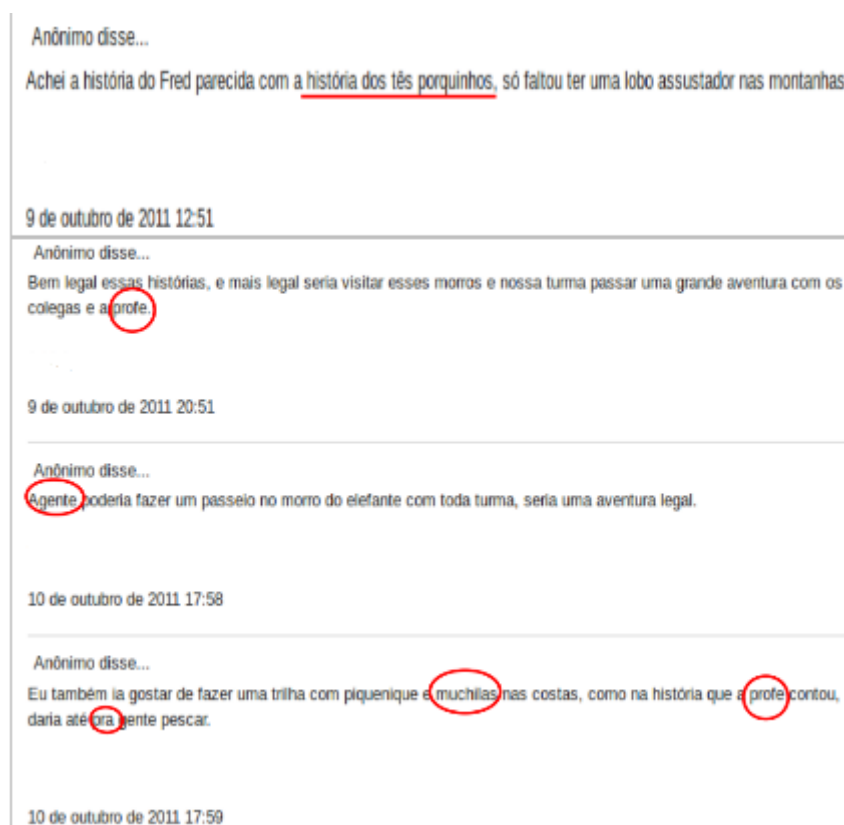 Anônimo disse...
Achei a história do Fred parecida com a história dos tês porquinhos, só faltou ter uma lobo assustador nas montanhas
9 de outubro de 2011 12:51
Anônimo disse...
Bem legal essas histórias, e mais legal seria visitar esses morros e nossa turma passar uma grande aventura com os
colegas e a profe.
9 de outubro de 2011 20:51
Anônimo disse...
Agente poderia fazer um passeio no morro do elefante com toda turma, seria uma aventura legal.
10 de outubro de 2011 17:58
Anônimo disse...
Eu também ia gostar de fazer uma trilha com piquenique e muchilas nas costas, como na história que a profe contou,
daria até pra gente pescar.
10 de outubro de 2011 17:59